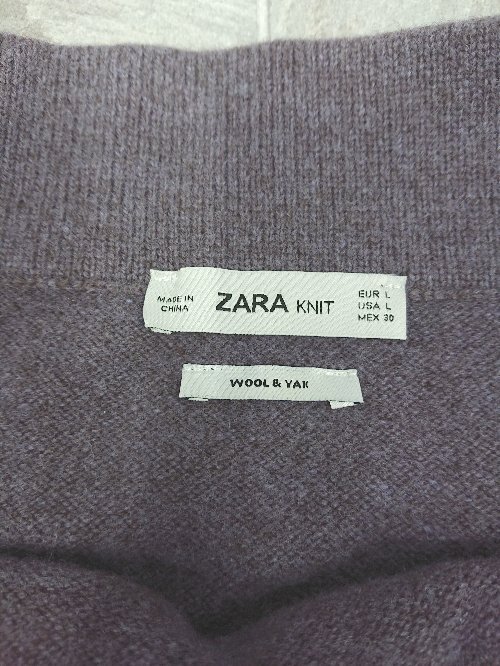 MADE IN
CHINA
ZARA KNIT
EUR L
USA L
MEX 30
WOOL & YAK